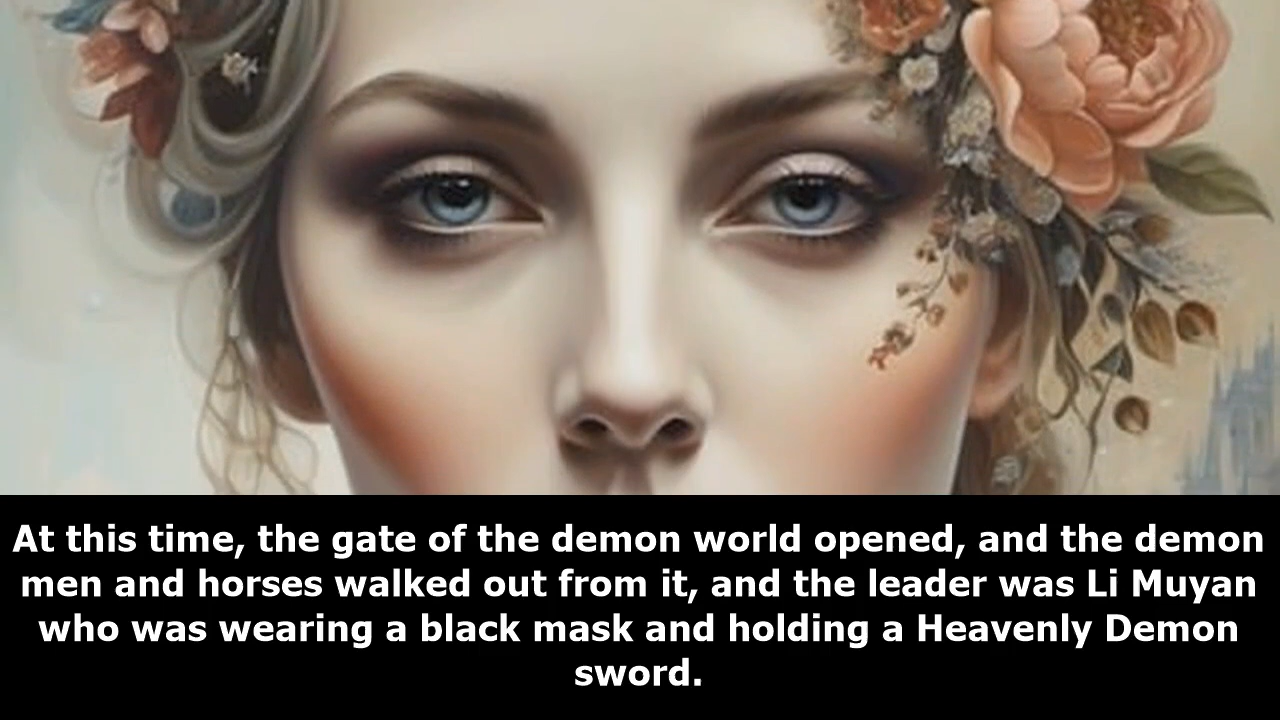 At this time, the gate of the demon world opened, and the demon
men and horses walked out from it, and the leader was Li Muyan
who was wearing a black mask and holding a Heavenly Demon
sword.